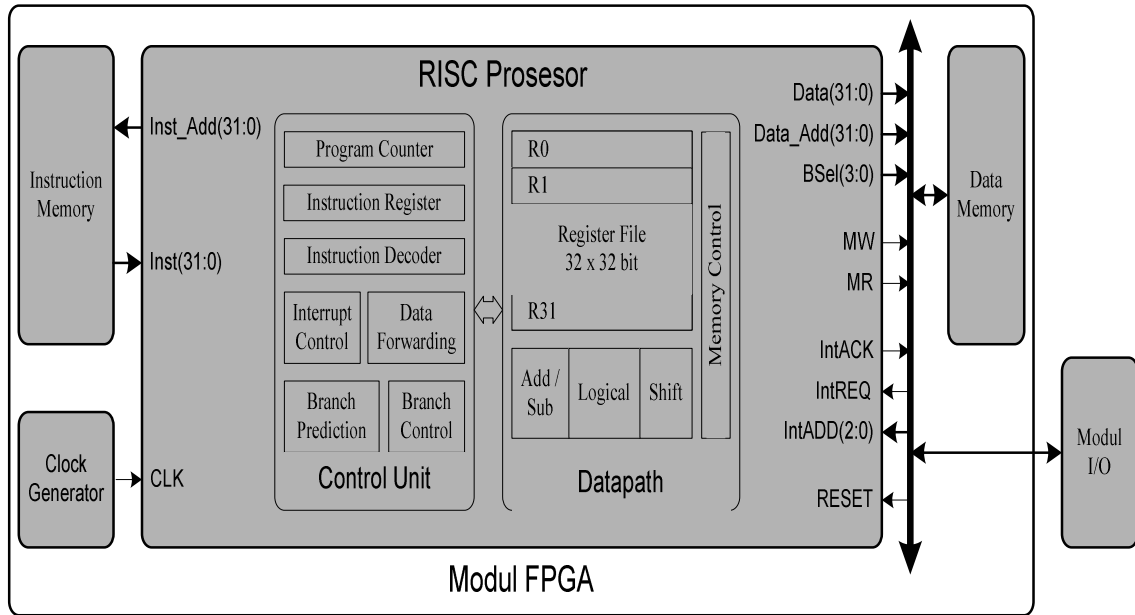 RISC Prosesor
Instruction
Memory
Inst_Add(31:0)
Inst(31:0)
Clock
Generator
CLK
Program Counter
Instruction Register
Instruction Decoder
Interrupt
Control
Data
Forwarding
Branch
Prediction
Branch
Control
Control Unit
R0
R1
Register File
32 x 32 bit
R31
Add /
Sub
Logical
Shift
Memory Control
Datapath
Data(31:0)
Data_Add(31:0)
BSel(3:0)
MW
MR
IntACK
IntREQ
IntADD(2:0)
RESET
Data
Memory
Modul
I/O
Modul FPGA